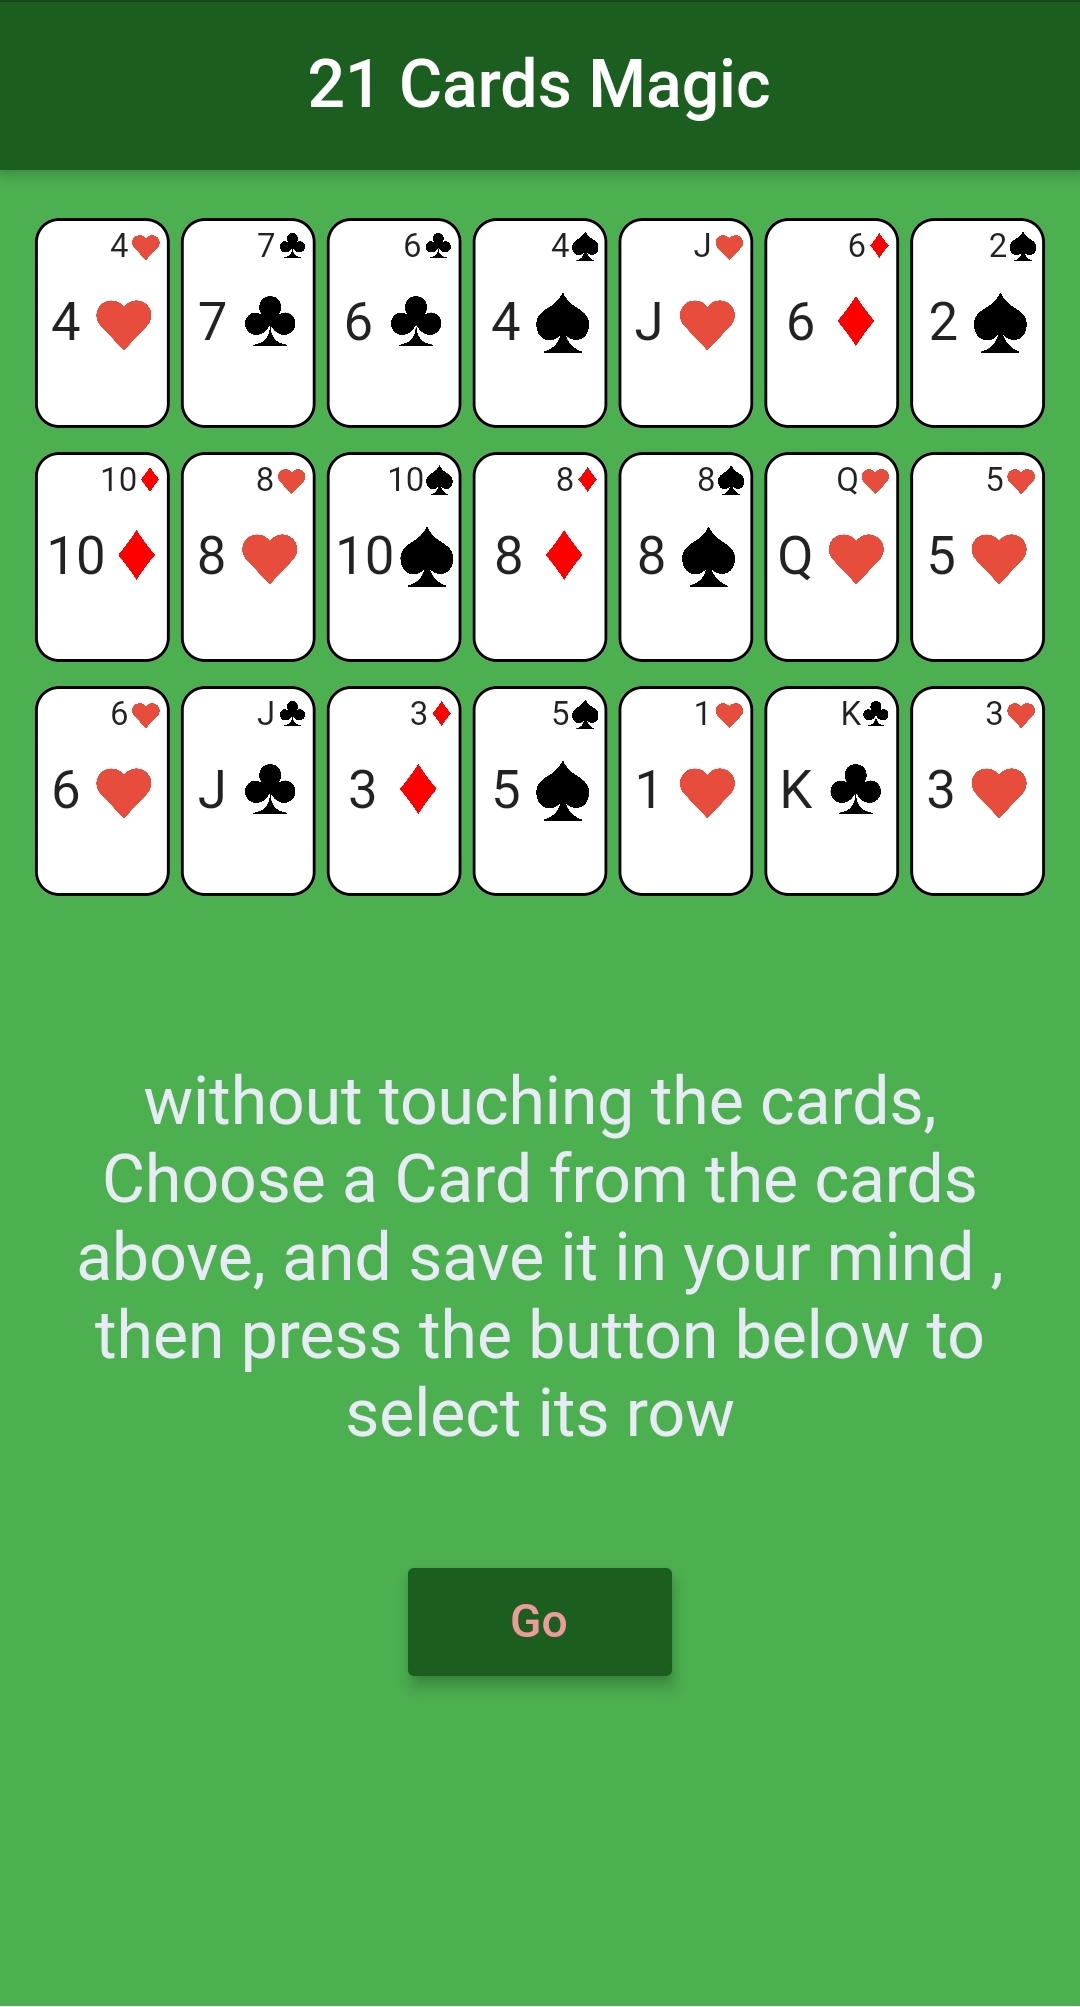 21 Cards Magic
4 7 6 4 J 6 2
4 7 6 4 J 6 2
10 8 10 8 8 Q 5
10 8 10 8 8 Q 5
6 J 3 5 1 K 3
6 J 3 5 1 K 3
without touching the cards,
Choose a Card from the cards
above, and save it in your mind ,
then press the button below to
select its row
Go